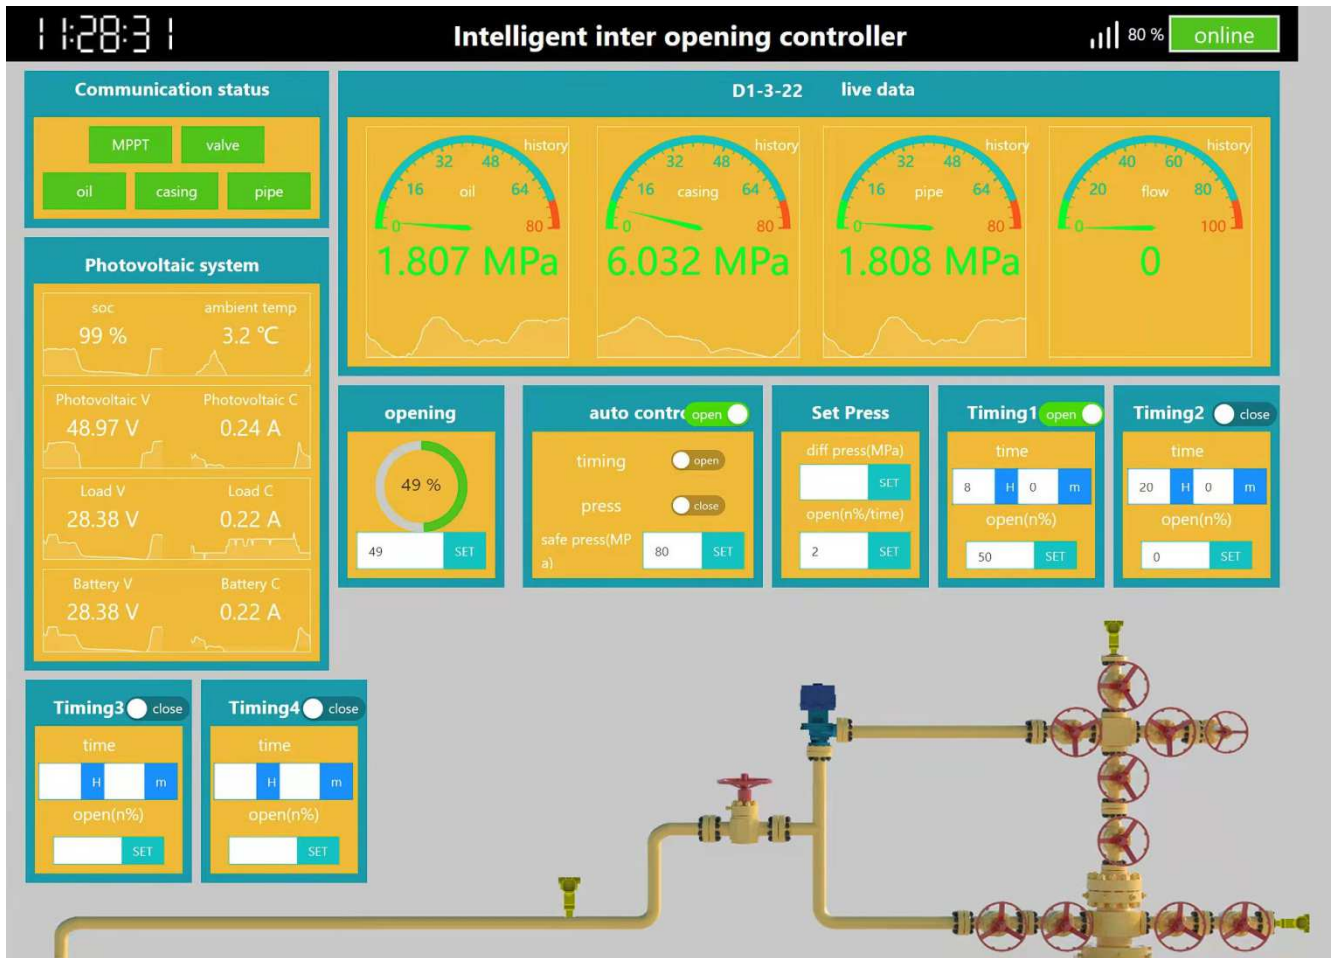 11:28:31
Intelligent inter opening controller
80 %
online
Communication status
MPPT
valve
oil
casing
pipe
D1-3-22
live data
history
0
16
32
48
64
80
oil
1.807 MPa
history
0
16
32
48
64
80
casing
6.032 MPa
history
0
16
32
48
64
80
pipe
1.808 MPa
history
0
20
40
60
80
100
flow
0
Photovoltaic system
soc
99 %
ambient temp
3.2 ℃
Photovoltaic V
48.97 V
Photovoltaic C
0.24 A
Load V
28.38 V
Load C
0.22 A
Battery V
28.38 V
Battery C
0.22 A
opening
49 %
49
SET
auto contrc
open
timing
open
press
close
safe press(MP
a)
80
SET
Set Press
diff press(MPa)
SET
open(n%/time)
2
SET
Timing1
open
time
8
H
0
m
open(n%)
50
SET
Timing2
close
time
20
H
0
m
open(n%)
0
SET
Timing3
close
time
H
m
open(n%)
SET
Timing4
close
time
H
m
open(n%)
SET